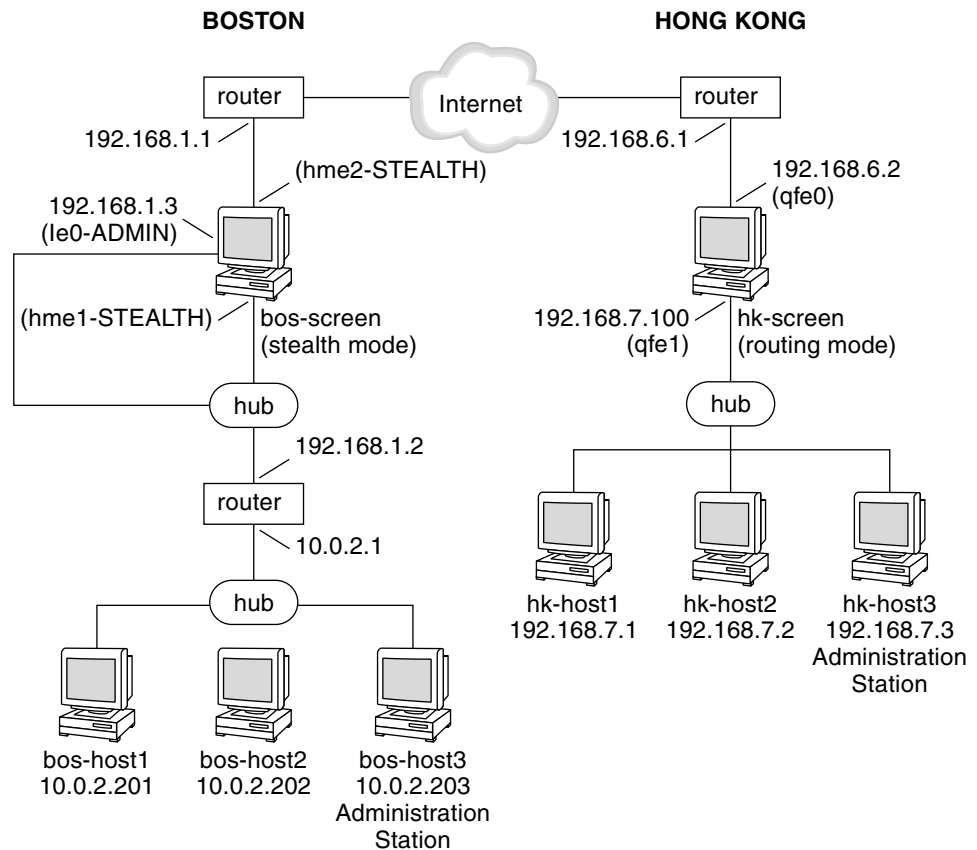 BOSTON
HONG KONG
router
Internet
router
192.168.1.1
192.168.6.1
(hme2-STEALTH)
192.168.6.2
(qfe0)
192.168.1.3
(le0-ADMIN)
(hme1-STEALTH)
bos-screen
(stealth mode)
192.168.7.100
(qfe1)
hk-screen
(routing mode)
hub
hub
192.168.1.2
router
10.0.2.1
hub
hk-host1
192.168.7.1
hk-host2
192.168.7.2
hk-host3
192.168.7.3
Administration
Station
bos-host1
10.0.2.201
bos-host2
10.0.2.202
bos-host3
10.0.2.203
Administration
Station